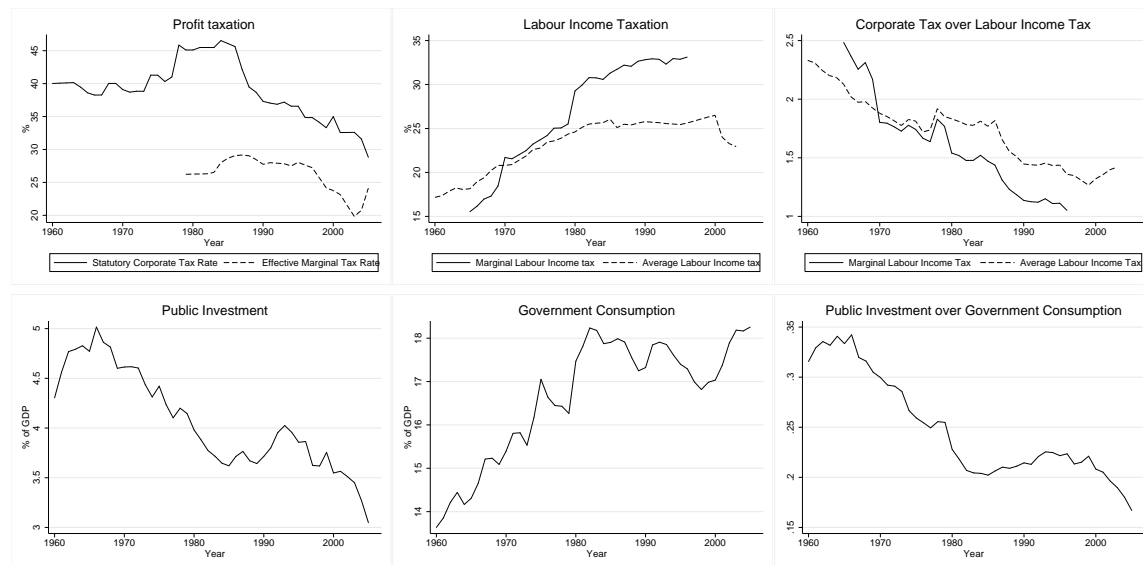 Profit taxation
%
45
40
35
30
25
20
1960 1970 1980 1990 2000
Year
Statutory Corporate Tax Rate Effective Marginal Tax Rate
Labour Income Taxation
%
35
30
25
20
15
1960 1970 1980 1990 2000
Year
Marginal Labour Income tax Average Labour Income tax
Corporate Tax over Labour Income Tax
2.5
2
1.5
1
1960 1970 1980 1990 2000
Year
Marginal Labour Income Tax Average Labour Income Tax
Public Investment
% of GDP
5
4.5
4
3.5
3
1960 1970 1980 1990 2000
Year
Government Consumption
% of GDP
18
17
16
15
14
1960 1970 1980 1990 2000
Year
Public Investment over Government Consumption
.35
.3
.25
.2
.15
1960 1970 1980 1990 2000
Year